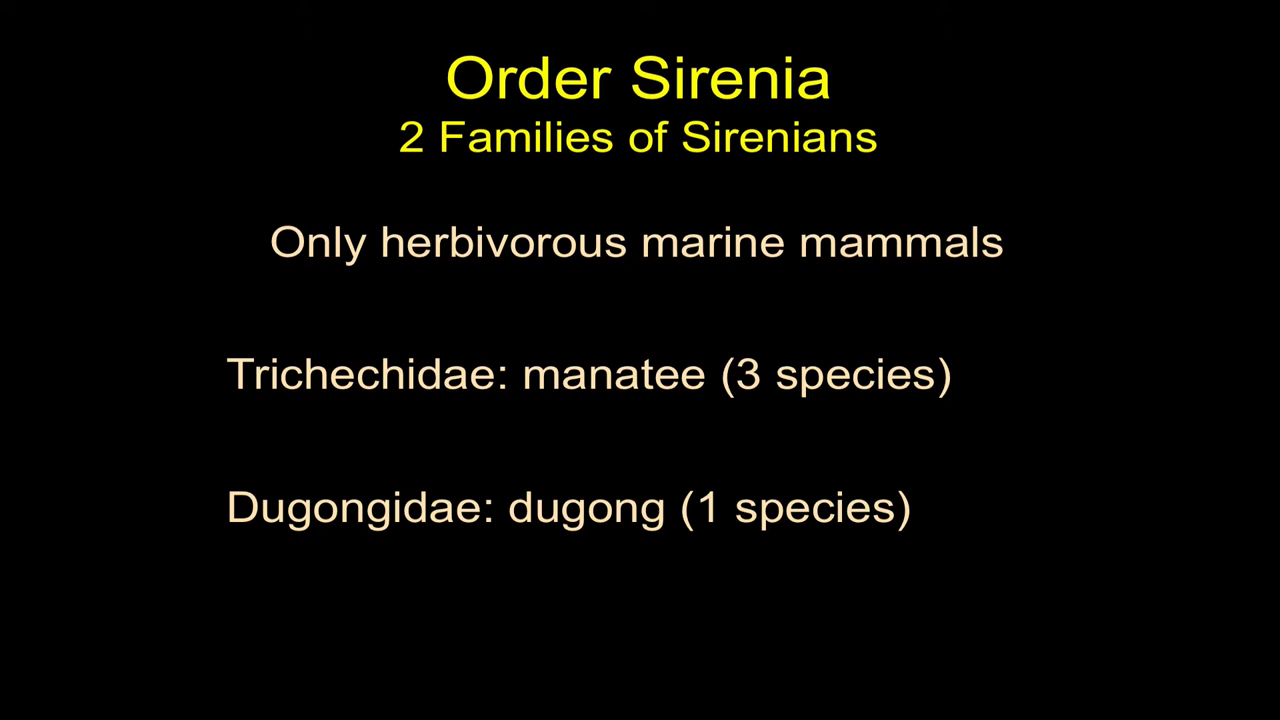 Order Sirenia
2 Families of Sirenians
Only herbivorous marine mammals
Trichechidae: manatee (3 species)
Dugongidae: dugong (1 species)